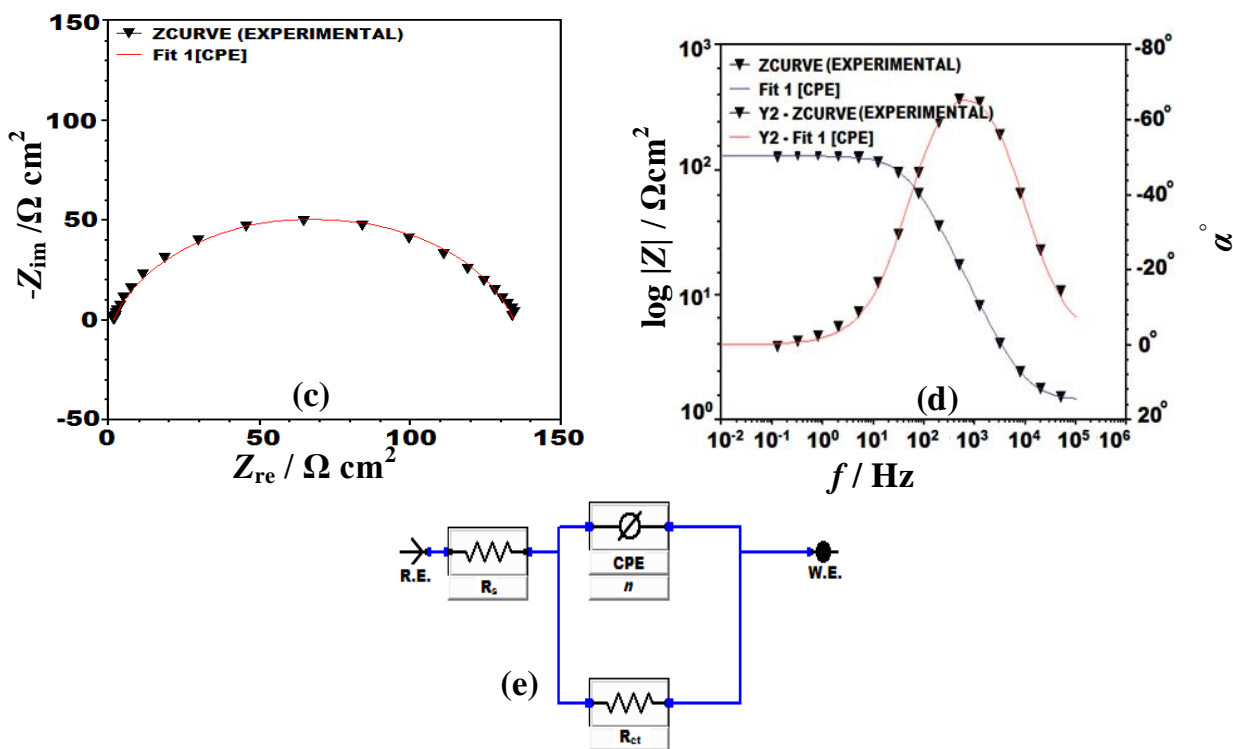 150
ZCURVE (EXPERIMENTAL)
Fit 1[CPE]
100
50
0
-50
-Zim /Ω cm²
(c)
0 50 100 150
Zre / Ω cm²
10³
10²
10¹
10⁰
log |Z| / Ωcm²
ZCURVE (EXPERIMENTAL)
Fit 1 [CPE]
Y2 - ZCURVE (EXPERIMENTAL)
Y2 - Fit 1 [CPE]
-80°
-60°
-40°
-20°
0°
20°
α°
(d)
10⁻² 10⁻¹ 10⁰ 10¹ 10² 10³ 10⁴ 10⁵ 10⁶
f / Hz
R.E.
Rs
CPE
n
W.E.
(e)
Rct